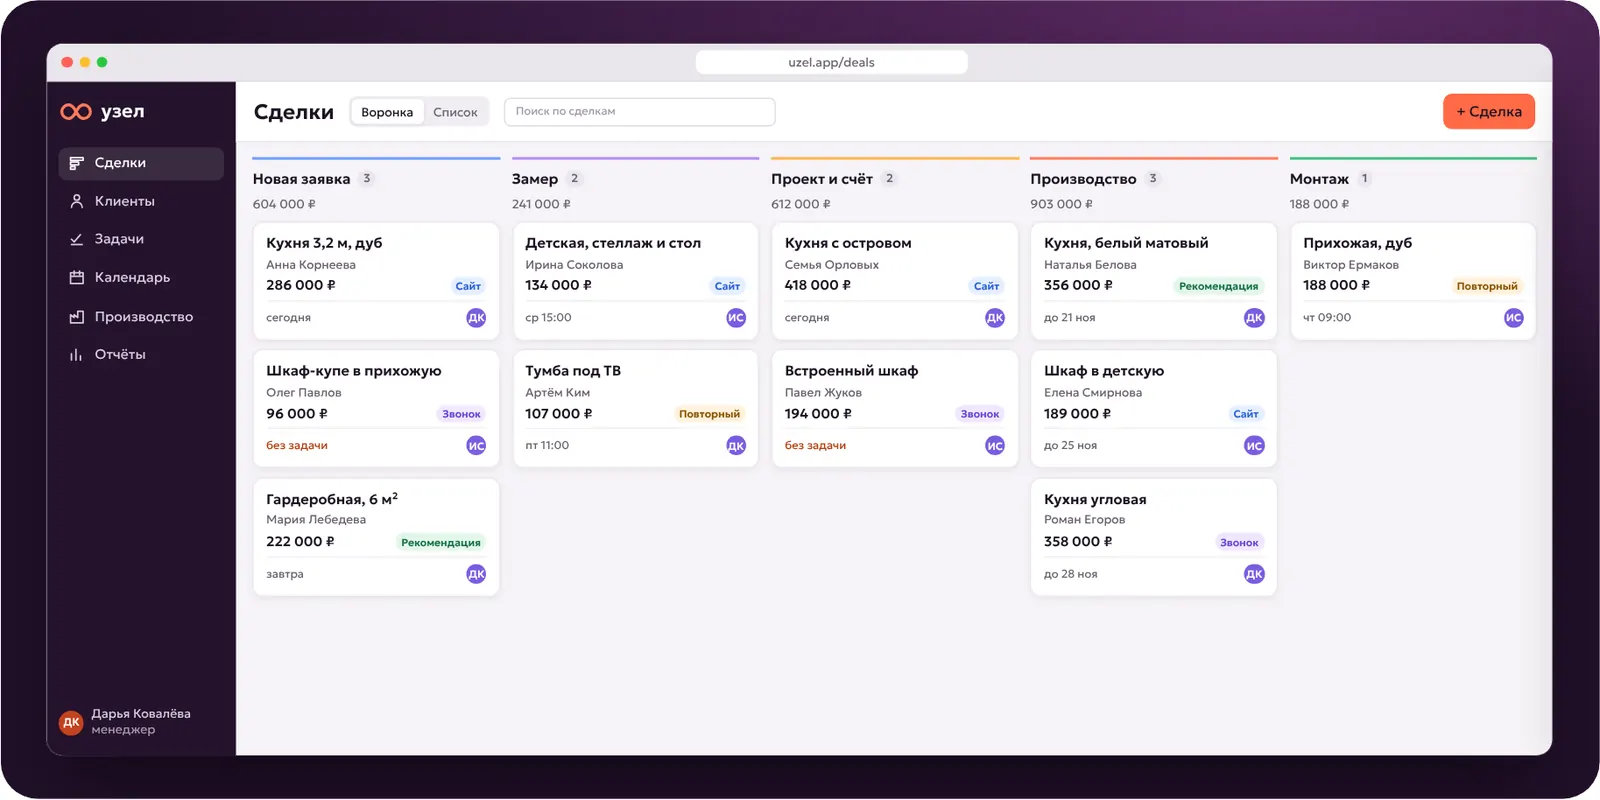 uzel.app/deals
узел
Сделки
Клиенты
Задачи
Календарь
Производство
Отчёты
ДК
Дарья Ковалёва
менеджер
Сделки
Воронка
Список
Поиск по сделкам
+ Сделка
Новая заявка 3
604 000 ₽
Кухня 3,2 м, дуб
Анна Корнеева
286 000 ₽ Сайт
сегодня ДК
Шкаф-купе в прихожую
Олег Павлов
96 000 ₽ Звонок
без задачи ИС
Гардеробная, 6 м²
Мария Лебедева
222 000 ₽ Рекомендация
завтра ДК
Замер 2
241 000 ₽
Детская, стеллаж и стол
Ирина Соколова
134 000 ₽ Сайт
ср 15:00 ИС
Тумба под ТВ
Артём Ким
107 000 ₽ Повторный
пт 11:00 ДК
Проект и счёт 2
612 000 ₽
Кухня с островом
Семья Орловых
418 000 ₽ Сайт
сегодня ДК
Встроенный шкаф
Павел Жуков
194 000 ₽ Звонок
без задачи ИС
Производство 3
903 000 ₽
Кухня, белый матовый
Наталья Белова
356 000 ₽ Рекомендация
до 21 ноя ДК
Шкаф в детскую
Елена Смирнова
189 000 ₽ Сайт
до 25 ноя ИС
Кухня угловая
Роман Егоров
358 000 ₽ Звонок
до 28 ноя ДК
Монтаж 1
188 000 ₽
Прихожая, дуб
Виктор Ермаков
188 000 ₽ Повторный
чт 09:00 ИС